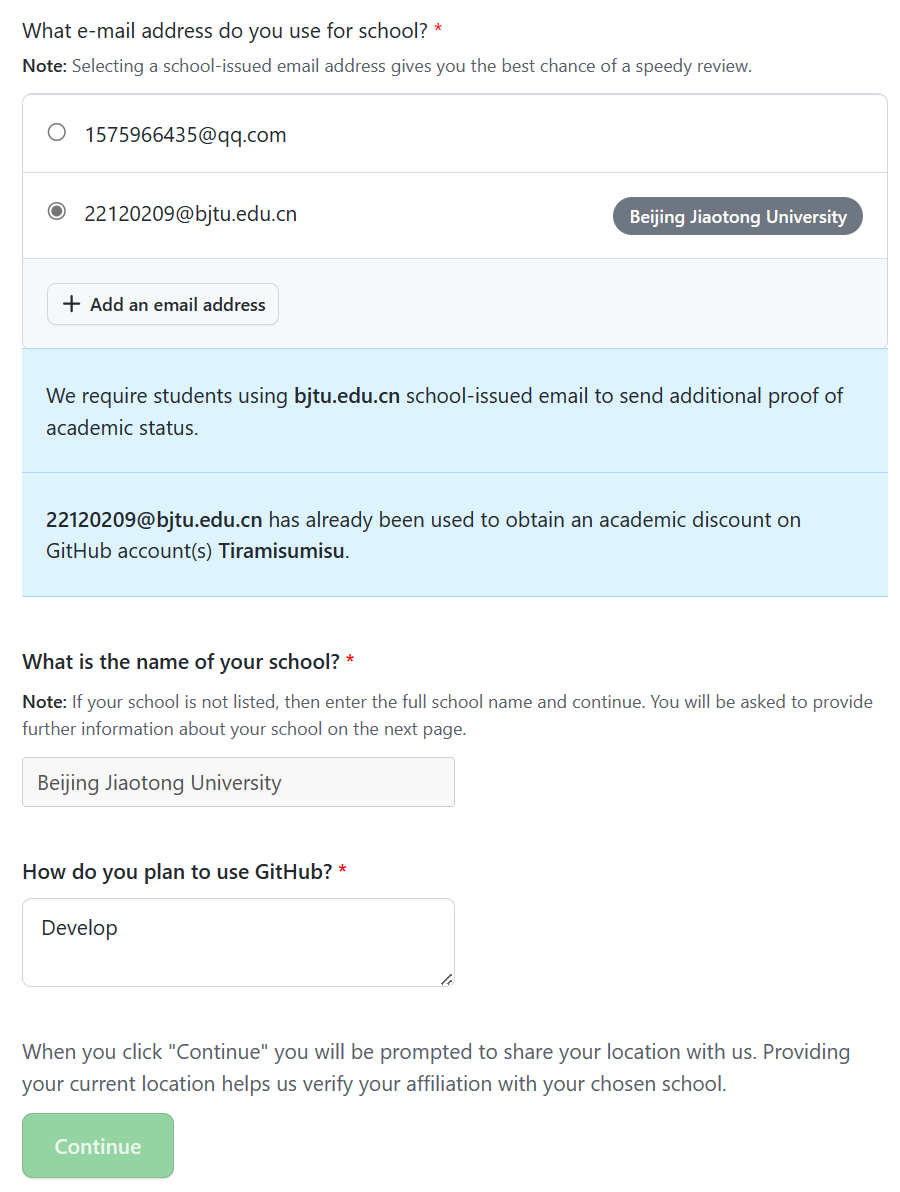 What e-mail address do you use for school? *
Note: Selecting a school-issued email address gives you the best chance of a speedy review.
1575966435@qq.com
22120209@bjtu.edu.cn
Beijing Jiaotong University
Add an email address
We require students using bjtu.edu.cn school-issued email to send additional proof of
academic status.
22120209@bjtu.edu.cn has already been used to obtain an academic discount on
GitHub account(s) Tiramisumisu.
What is the name of your school? *
Note: If your school is not listed, then enter the full school name and continue. You will be asked to provide
further information about your school on the next page.
Beijing Jiaotong University
How do you plan to use GitHub? *
Develop
When you click "Continue" you will be prompted to share your location with us. Providing
your current location helps us verify your affiliation with your chosen school.
Continue